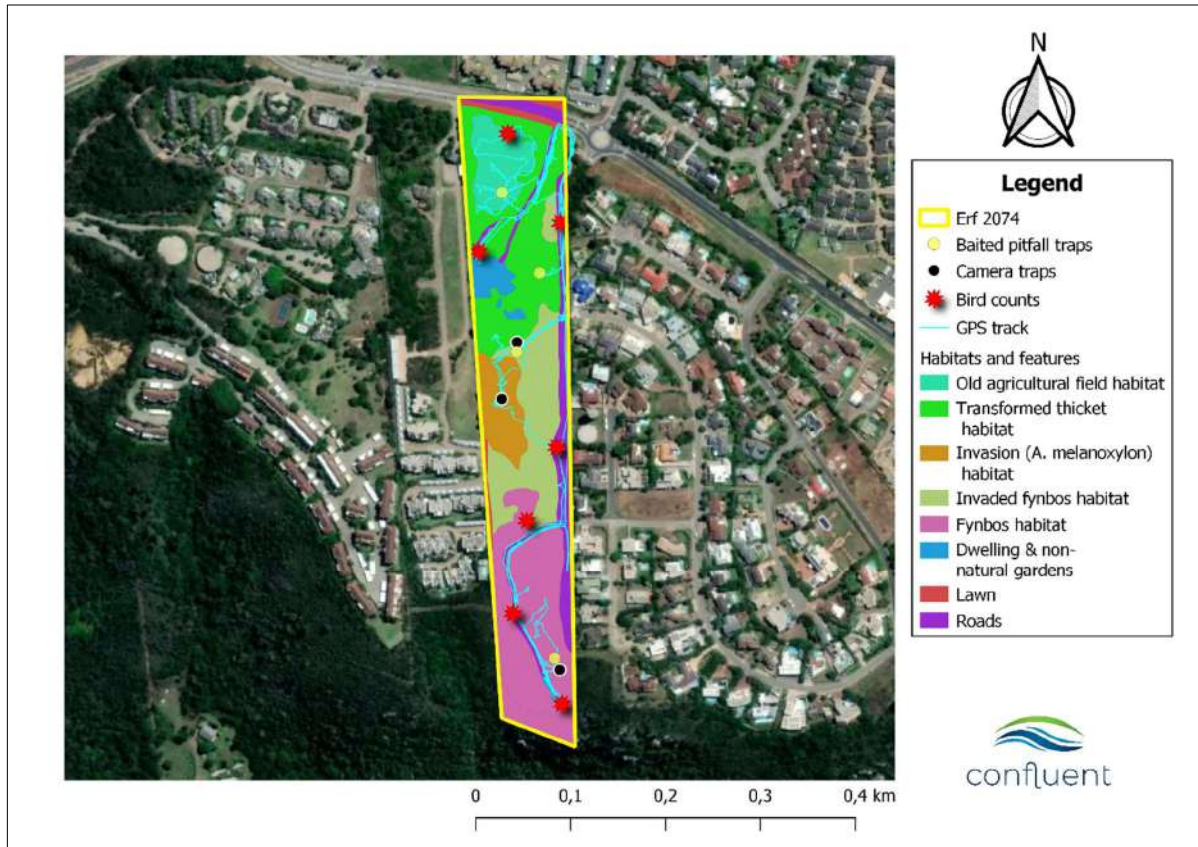 N
Legend
Erf 2074
Baited pitfall traps
Camera traps
Bird counts
GPS track
Habitats and features
Old agricultural field habitat
Transformed thicket
habitat
Invasion (A. melanoxylon)
habitat
Invaded fynbos habitat
Fynbos habitat
Dwelling & non-
natural gardens
Lawn
Roads
confluent
0 0,1 0,2 0,3 0,4 km